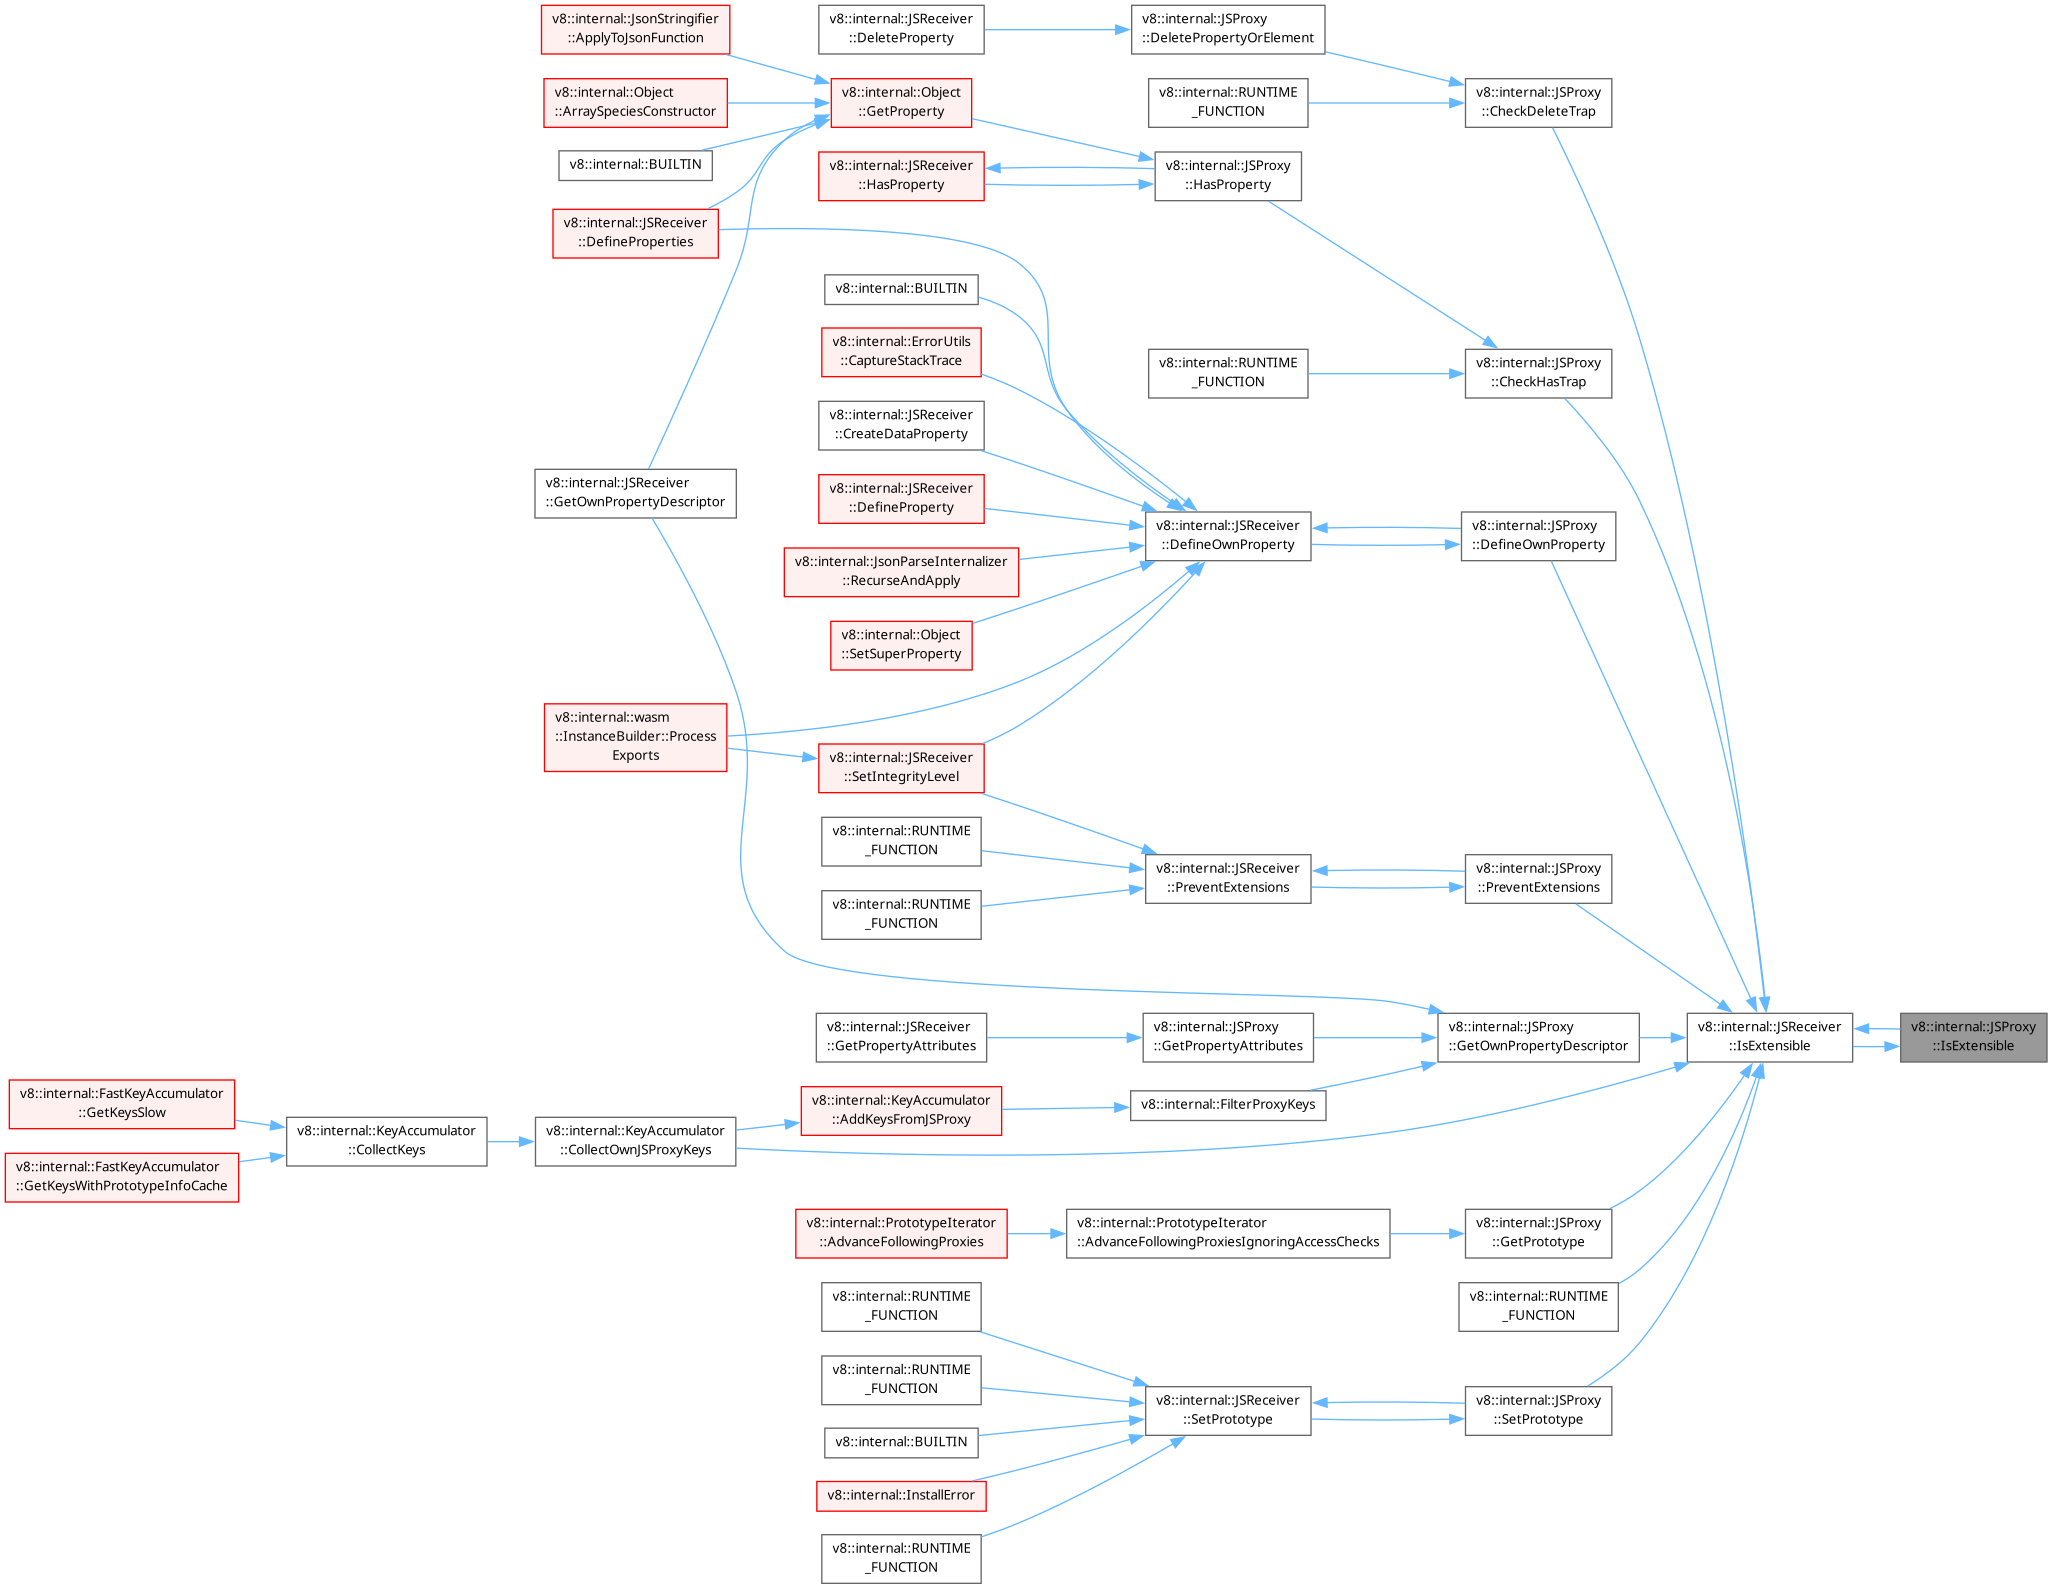 v8::internal::JsonStringifier
::ApplyToJsonFunction
v8::internal::JSReceiver
::DeleteProperty
v8::internal::JSProxy
::DeletePropertyOrElement
v8::internal::Object
::ArraySpeciesConstructor
v8::internal::Object
::GetProperty
v8::internal::RUNTIME
_FUNCTION
v8::internal::JSProxy
::CheckDeleteTrap
v8::internal::BUILTIN
v8::internal::JSReceiver
::HasProperty
v8::internal::JSProxy
::HasProperty
v8::internal::JSReceiver
::DefineProperties
v8::internal::BUILTIN
v8::internal::ErrorUtils
::CaptureStackTrace
v8::internal::RUNTIME
_FUNCTION
v8::internal::JSProxy
::CheckHasTrap
v8::internal::JSReceiver
::CreateDataProperty
v8::internal::JSReceiver
::GetOwnPropertyDescriptor
v8::internal::JSReceiver
::DefineProperty
v8::internal::JSReceiver
::DefineOwnProperty
v8::internal::JSProxy
::DefineOwnProperty
v8::internal::JsonParseInternalizer
::RecurseAndApply
v8::internal::Object
::SetSuperProperty
v8::internal::wasm
::InstanceBuilder::Process
Exports
v8::internal::JSReceiver
::SetIntegrityLevel
v8::internal::RUNTIME
_FUNCTION
v8::internal::JSReceiver
::PreventExtensions
v8::internal::JSProxy
::PreventExtensions
v8::internal::RUNTIME
_FUNCTION
v8::internal::JSReceiver
::GetPropertyAttributes
v8::internal::JSProxy
::GetPropertyAttributes
v8::internal::JSProxy
::GetOwnPropertyDescriptor
v8::internal::JSReceiver
::IsExtensible
v8::internal::JSProxy
::IsExtensible
v8::internal::FastKeyAccumulator
::GetKeysSlow
v8::internal::KeyAccumulator
::AddKeysFromJSProxy
v8::internal::FilterProxyKeys
v8::internal::KeyAccumulator
::CollectKeys
v8::internal::KeyAccumulator
::CollectOwnJSProxyKeys
v8::internal::FastKeyAccumulator
::GetKeysWithPrototypeInfoCache
v8::internal::PrototypeIterator
::AdvanceFollowingProxies
v8::internal::PrototypeIterator
::AdvanceFollowingProxiesIgnoringAccessChecks
v8::internal::JSProxy
::GetPrototype
v8::internal::RUNTIME
_FUNCTION
v8::internal::RUNTIME
_FUNCTION
v8::internal::RUNTIME
_FUNCTION
v8::internal::JSReceiver
::SetPrototype
v8::internal::JSProxy
::SetPrototype
v8::internal::BUILTIN
v8::internal::InstallError
v8::internal::RUNTIME
_FUNCTION